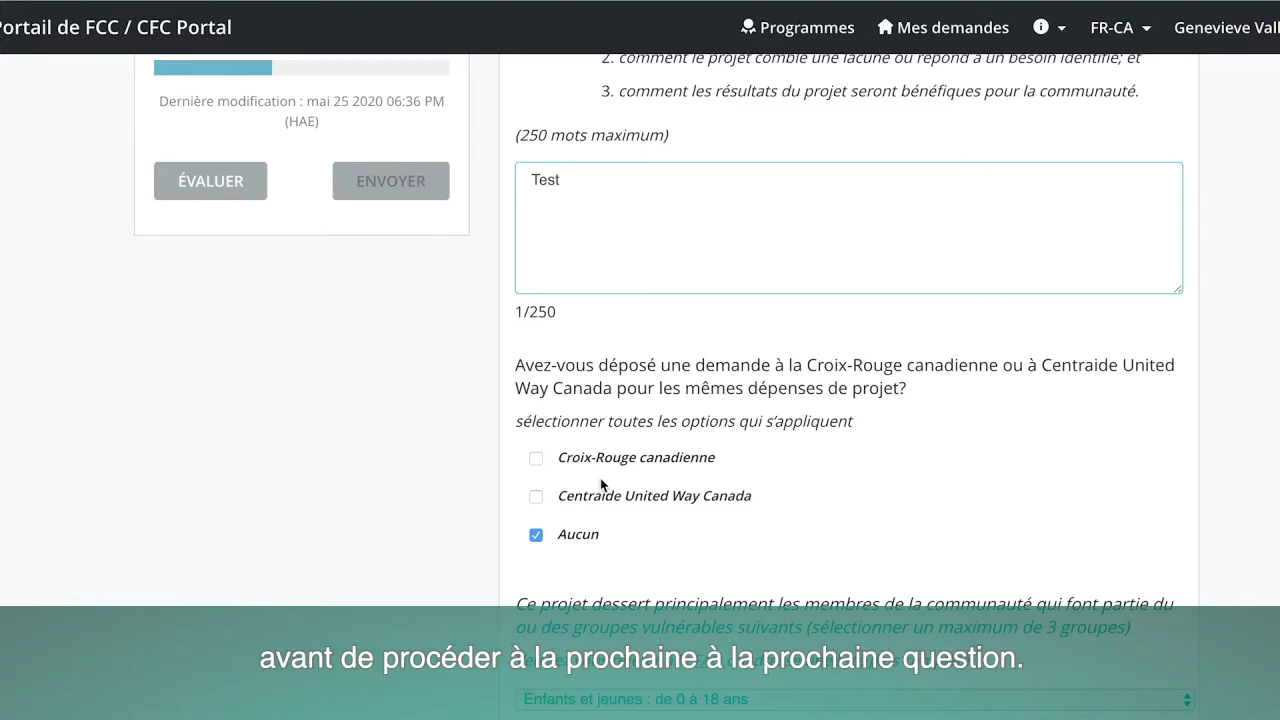 Portail de FCC / CFC Portal
Programmes
Mes demandes
FR-CA
Genevieve Vall
2. comment le projet comble une lacune ou répond à un besoin identifié; et
3. comment les résultats du projet seront bénéfiques pour la communauté.
Dernière modification : mai 25 2020 06:36 PM
(HAE)
ÉVALUER
ENVOYER
(250 mots maximum)
Test
1/250
Avez-vous déposé une demande à la Croix-Rouge canadienne ou à Centraide United
Way Canada pour les mêmes dépenses de projet?
sélectionner toutes les options qui s’appliquent
Croix-Rouge canadienne
Centraide United Way Canada
Aucun
Ce projet dessert principalement les membres de la communauté qui font partie du
ou des groupes vulnérables suivants (sélectionner un maximum de 3 groupes)
avant de procéder à la prochaine à la prochaine question.
Enfants et jeunes : de 0 à 18 ans